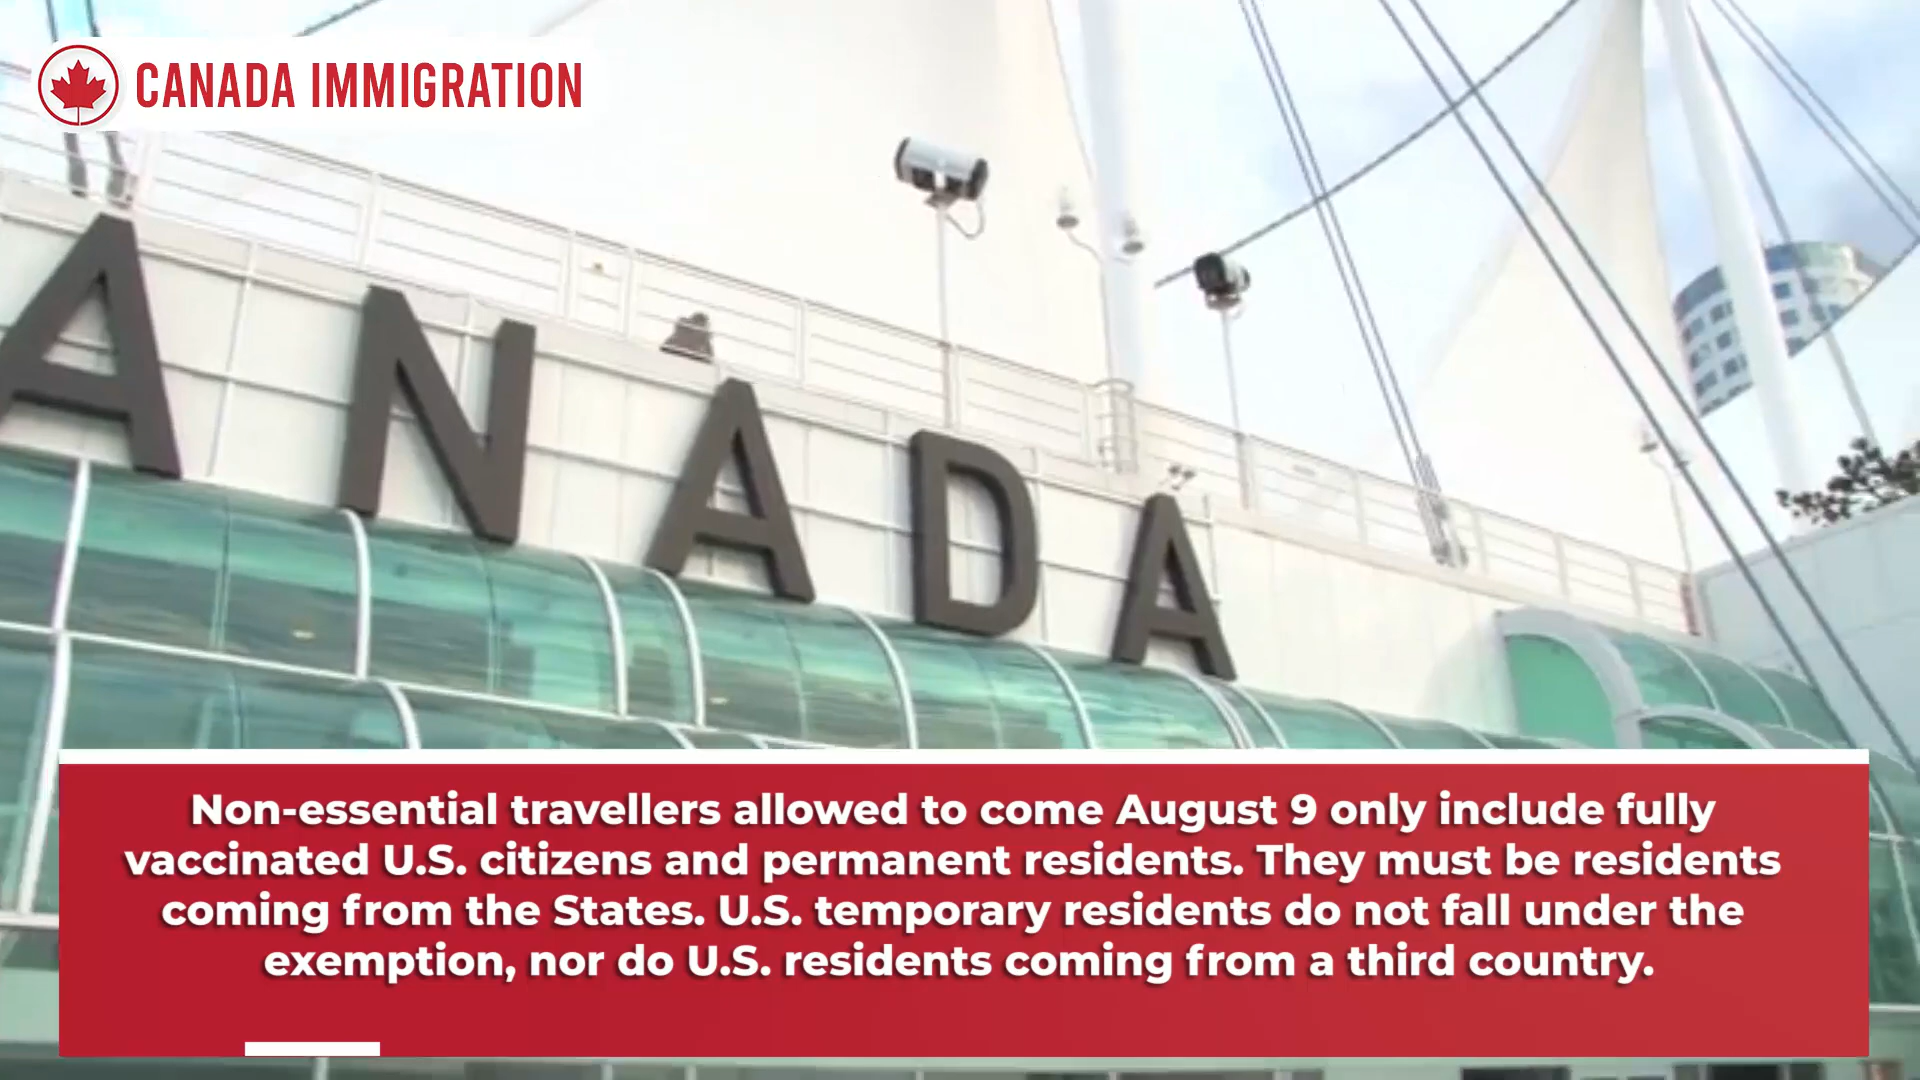 CANADA IMMIGRATION
ANADA
Non-essential travellers allowed to come August 9 only include fully
vaccinated U.S. citizens and permanent residents. They must be residents
coming from the States. U.S. temporary residents do not fall under the
exemption, nor do U.S. residents coming from a third country.